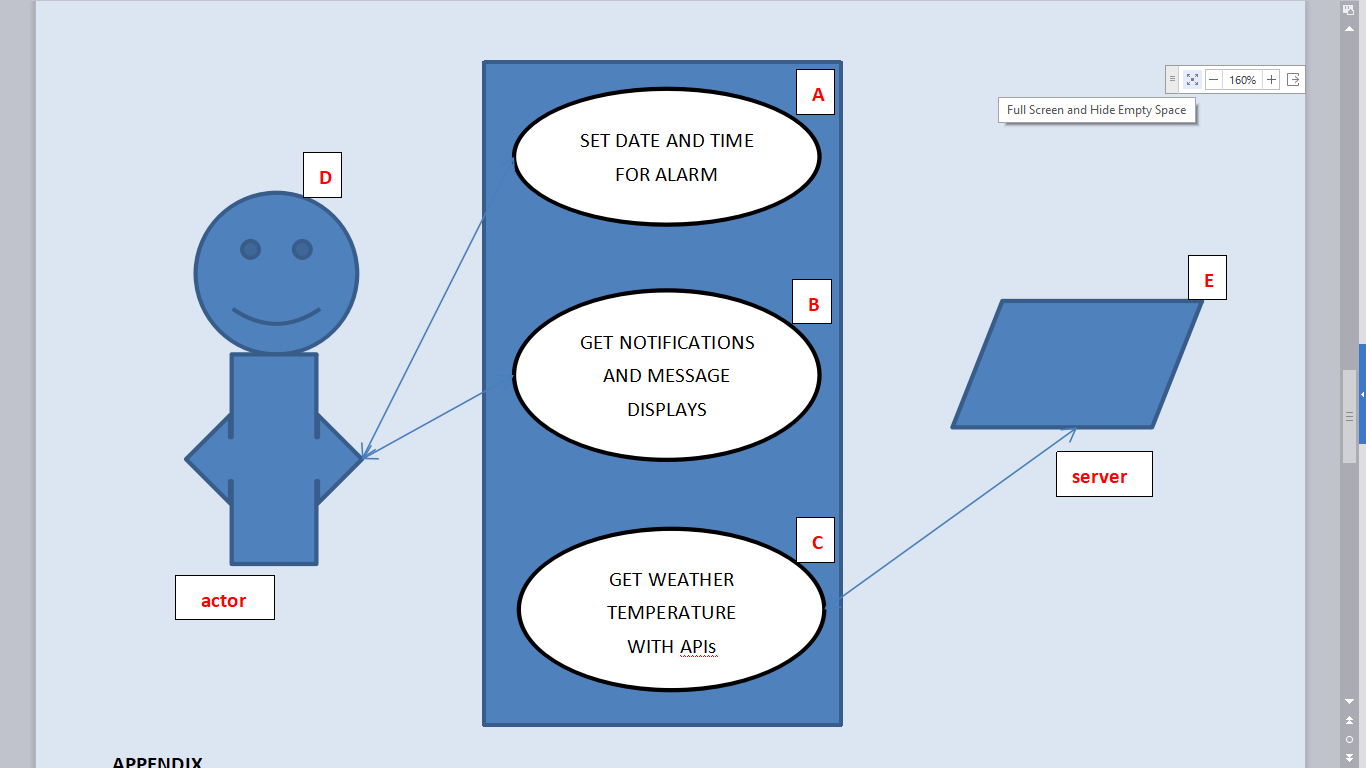 160%
Full Screen and Hide Empty Space
A
SET DATE AND TIME
FOR ALARM
D
B
GET NOTIFICATIONS
AND MESSAGE
DISPLAYS
E
server
C
GET WEATHER
TEMPERATURE
WITH APIs
actor
APPENDIX